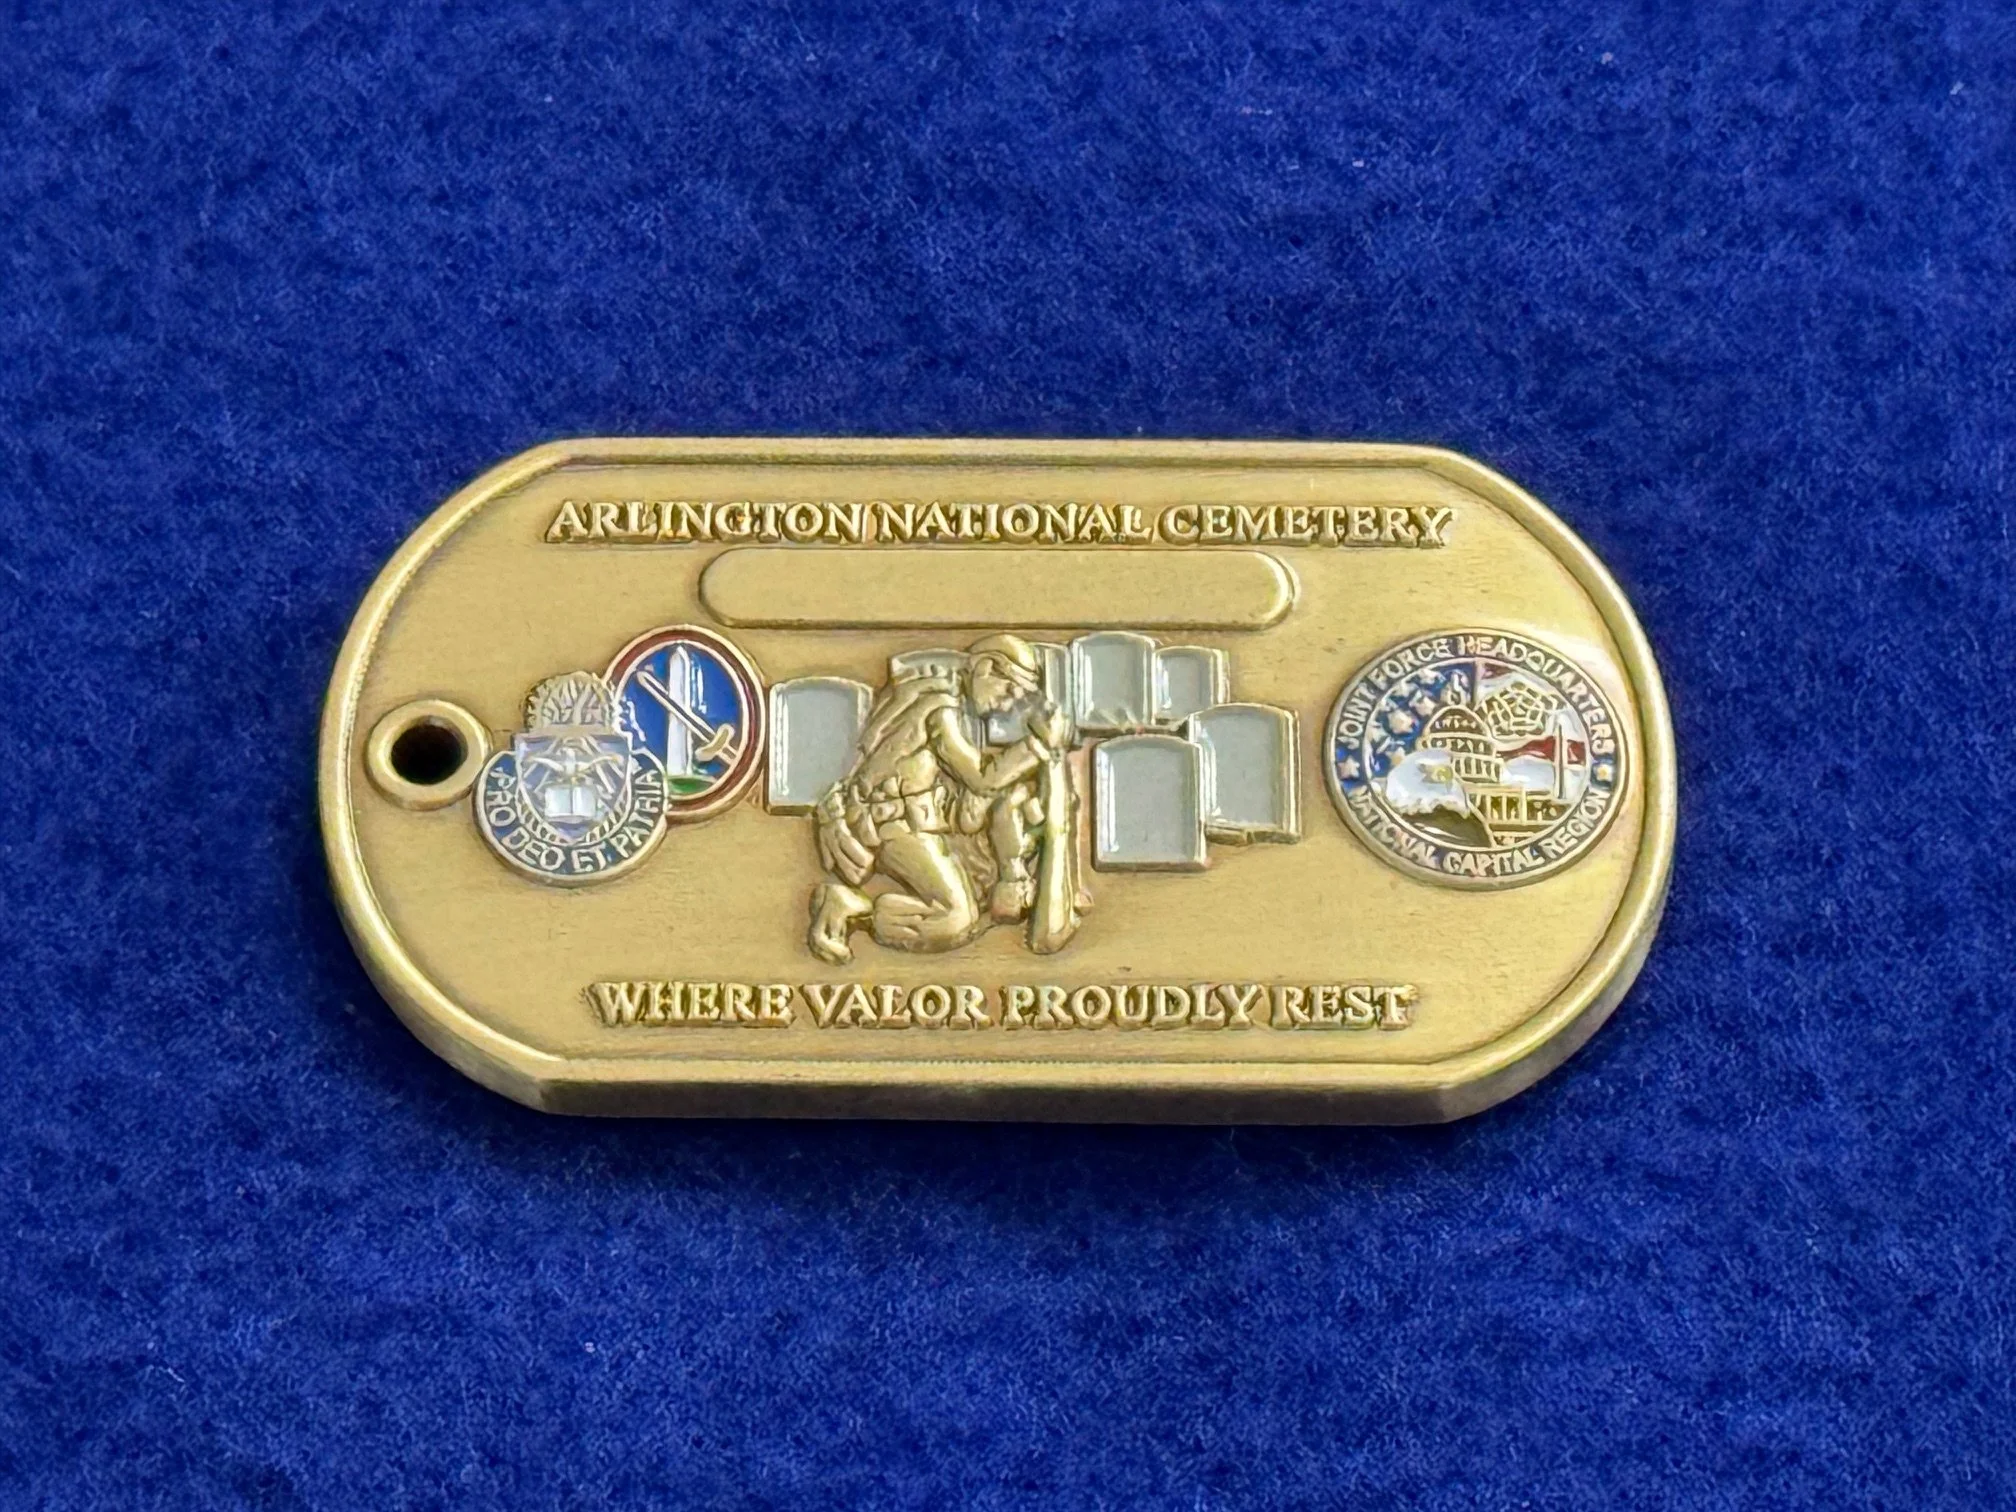 ARLINGTON NATIONAL CEMETERY
PRO DEO ET PATRIA
JOINT FORCE HEADQUARTERS
NATIONAL CAPITAL REGION
WHERE VALOR PROUDLY REST